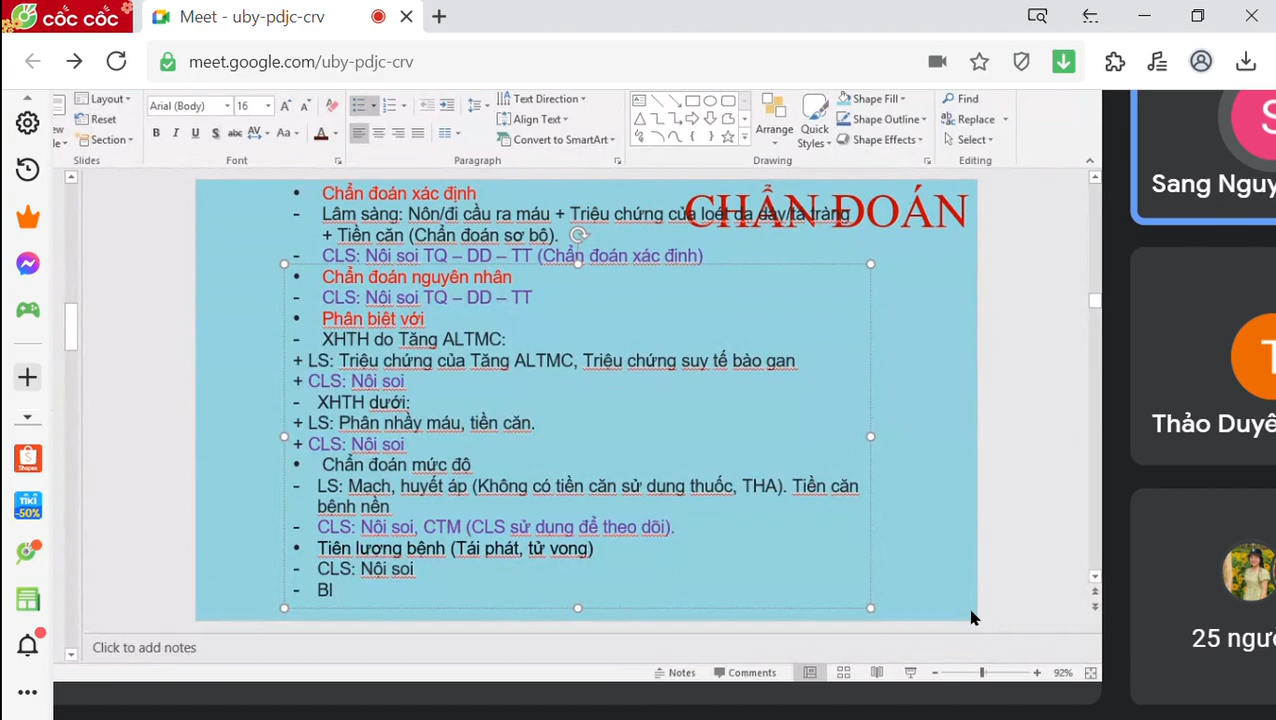 cốc cốc
Meet - uby-pdjc-crv
meet.google.com/uby-pdjc-crv
Layout
Reset
Section
Slides
Arial (Body)
16
Font
Text Direction
Align Text
Convert to SmartArt
Paragraph
Arrange
Quick
Styles
Shape Fill
Shape Outline
Shape Effects
Drawing
Find
Replace
Select
Editing
CHẨN ĐOÁN
• Chẩn đoán xác định
- Lâm sàng: Nôn/đi cầu ra máu + Triệu chứng của loét dạ dày/tá tràng
+ Tiền căn (Chẩn đoán sơ bộ).
- CLS: Nội soi TQ – DD – TT (Chẩn đoán xác đinh)
• Chẩn đoán nguyên nhân
- CLS: Nội soi TQ – DD – TT
• Phân biệt với
- XHTH do Tăng ALTMC:
+ LS: Triệu chứng của Tăng ALTMC, Triệu chứng suy tế bào gan
+ CLS: Nội soi
- XHTH dưới:
+ LS: Phân nhầy máu, tiền căn.
+ CLS: Nội soi
• Chẩn đoán mức độ
- LS: Mạch, huyết áp (Không có tiền căn sử dụng thuốc, THA). Tiền căn
bệnh nền
- CLS: Nội soi, CTM (CLS sử dụng để theo dõi).
• Tiên lượng bệnh (Tái phát, tử vong)
- CLS: Nội soi
- Bl
Click to add notes
Notes
Comments
92%
Sang Nguy
Thảo Duyê
25 ngườ
Shopee
TIKI
-50%